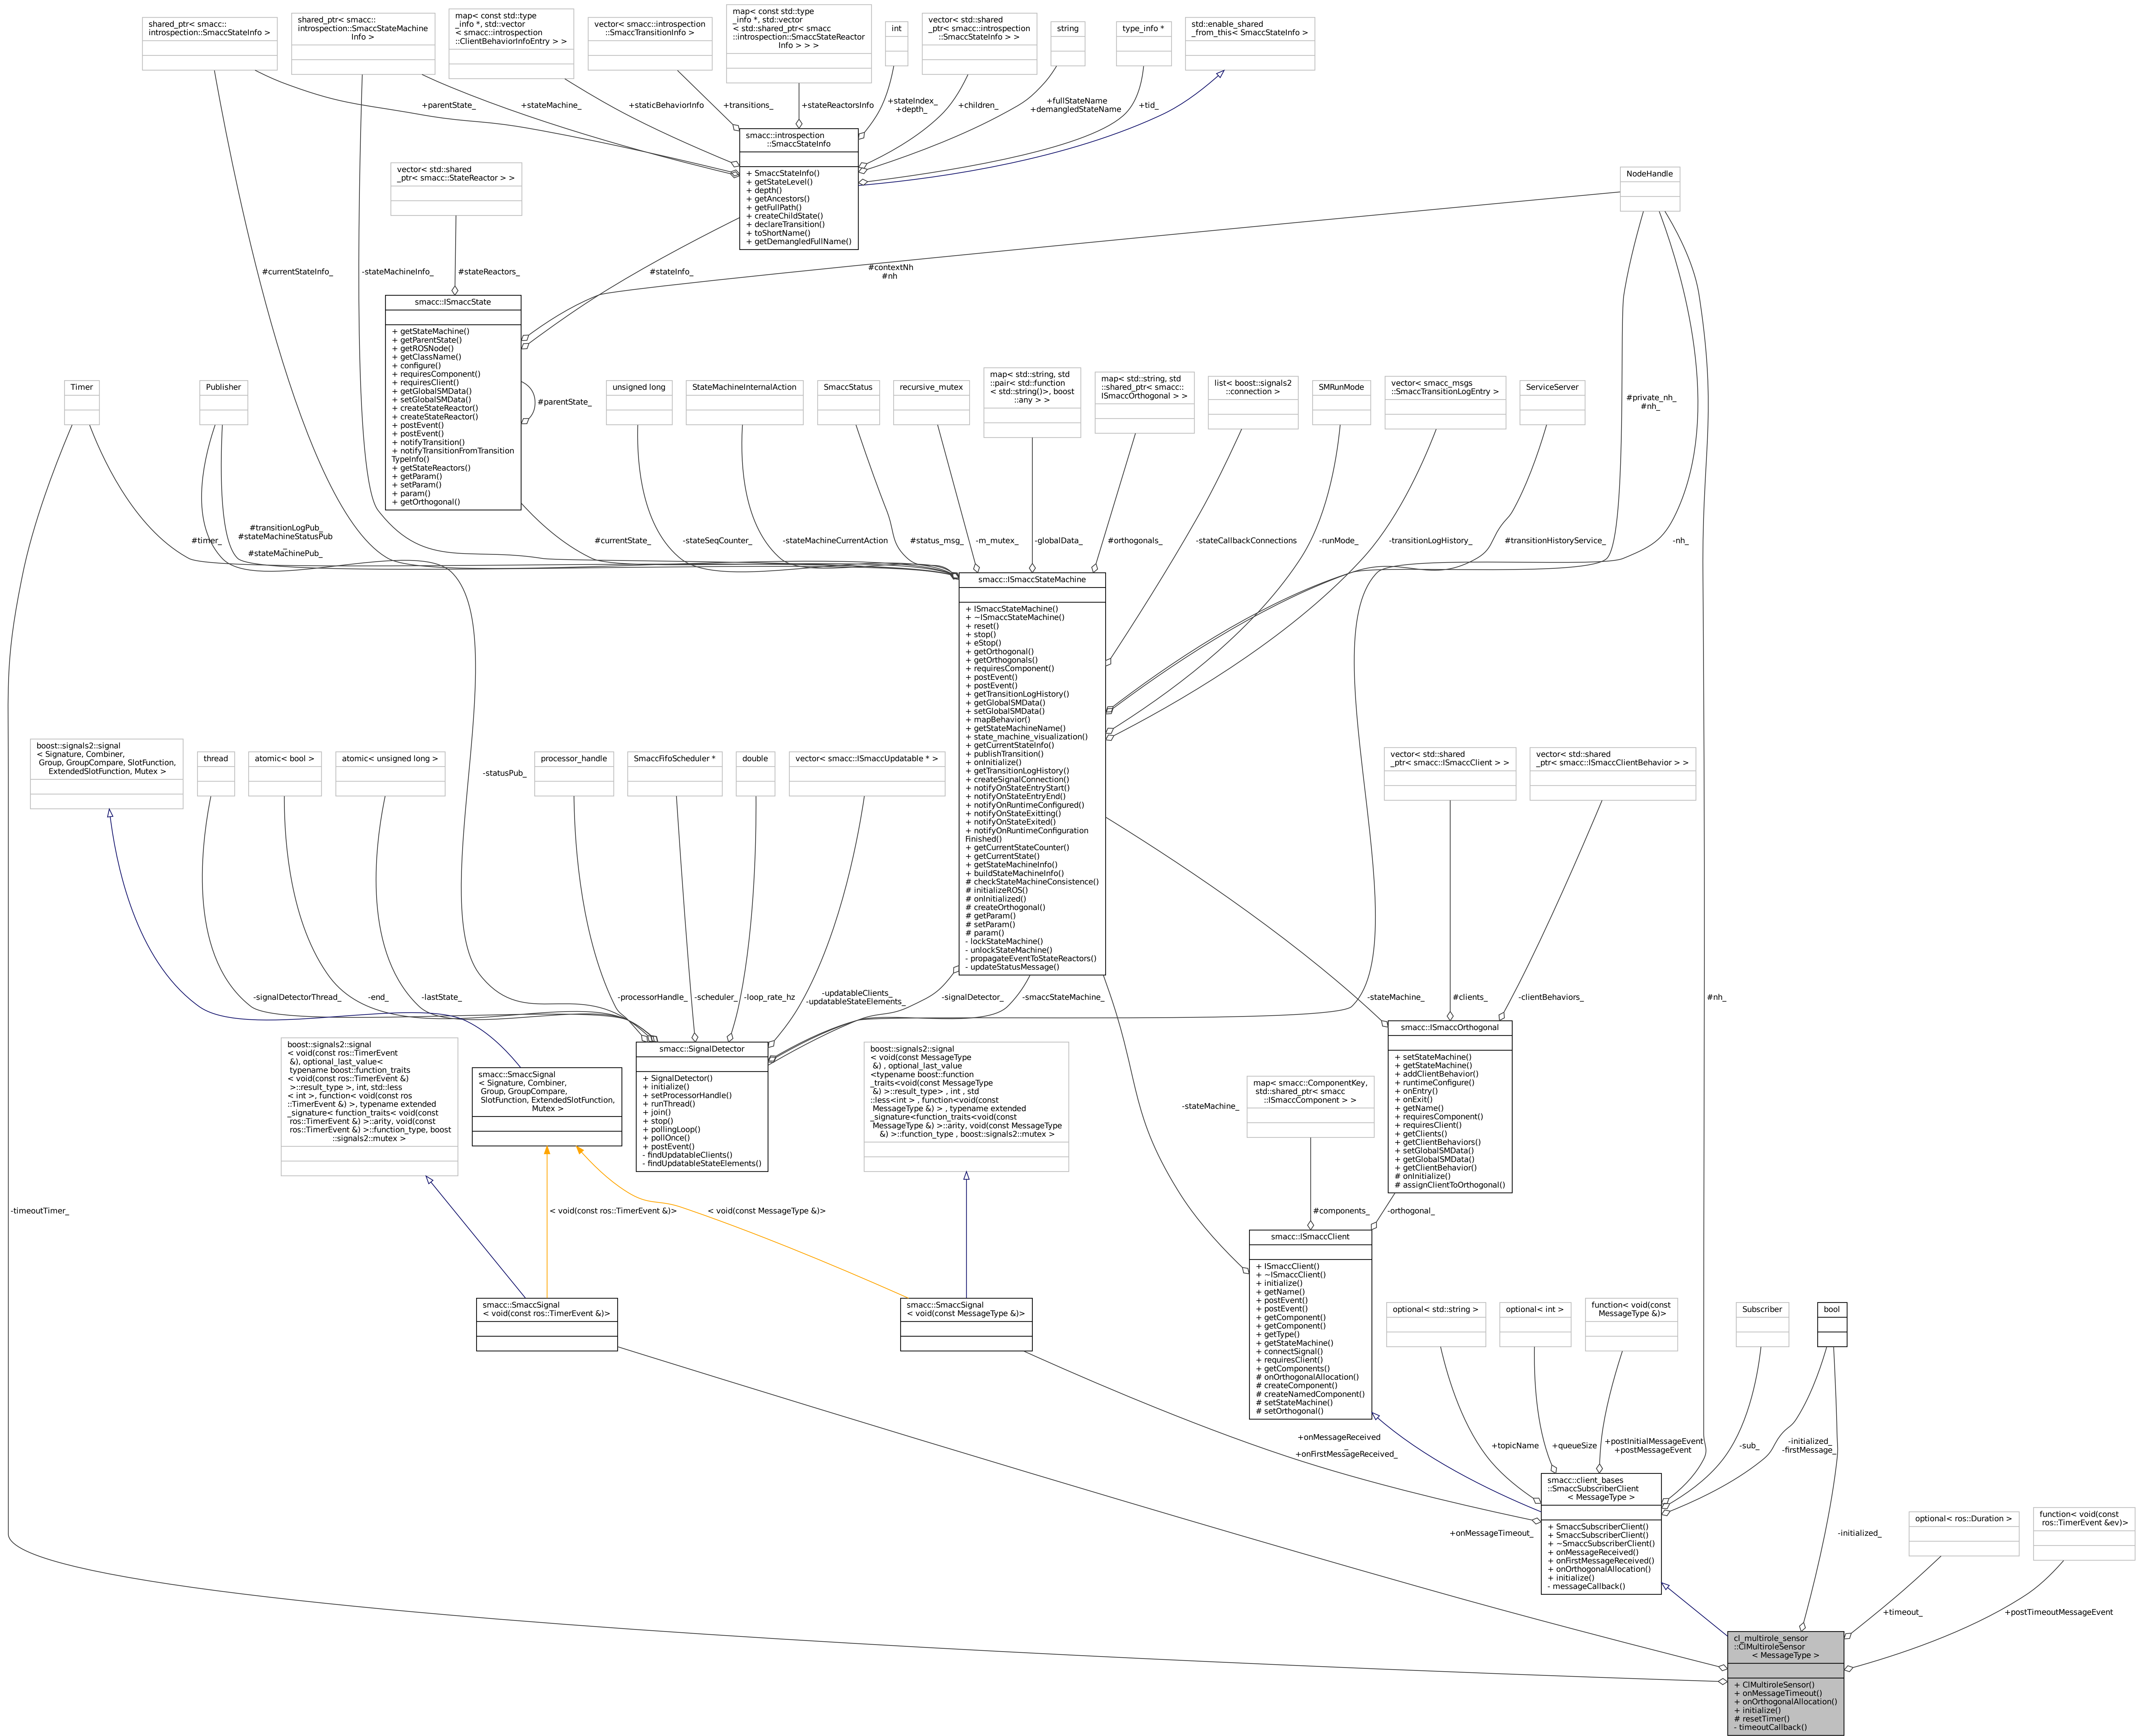 shared_ptr< smacc::
introspection::SmaccStateInfo >
shared_ptr< smacc::
introspection::SmaccStateMachine
Info >
map< const std::type
_info *, std::vector
< smacc::introspection
::ClientBehaviorInfoEntry > >
vector< smacc::introspection
::SmaccTransitionInfo >
map< const std::type
_info *, std::vector
< std::shared_ptr< smacc
::introspection::SmaccStateReactor
Info > > >
int
vector< std::shared
_ptr< smacc::introspection
::SmaccStateInfo > >
string
type_info *
std::enable_shared
_from_this< SmaccStateInfo >
+parentState_
+stateMachine_
+staticBehaviorInfo
+transitions_
+stateReactorsInfo
+stateIndex_
+depth_
+children_
+fullStateName
+demangledStateName
+tid_
smacc::introspection
::SmaccStateInfo
+ SmaccStateInfo()
+ getStateLevel()
+ depth()
+ getAncestors()
+ getFullPath()
+ createChildState()
+ declareTransition()
+ toShortName()
+ getDemangledFullName()
vector< std::shared
_ptr< smacc::StateReactor > >
NodeHandle
#currentStateInfo_
-stateMachineInfo_
#stateReactors_
#stateInfo_
#contextNh
#nh
smacc::ISmaccState
+ getStateMachine()
+ getParentState()
+ getROSNode()
+ getClassName()
+ configure()
+ requiresComponent()
+ requiresClient()
+ getGlobalSMData()
+ setGlobalSMData()
+ createStateReactor()
+ createStateReactor()
+ postEvent()
+ postEvent()
+ notifyTransition()
+ notifyTransitionFromTransition
TypeInfo()
+ getStateReactors()
+ getParam()
+ setParam()
+ param()
+ getOrthogonal()
#parentState_
Timer
Publisher
unsigned long
StateMachineInternalAction
SmaccStatus
recursive_mutex
map< std::string, std
::pair< std::function
< std::string()>, boost
::any > >
map< std::string, std
::shared_ptr< smacc::
ISmaccOrthogonal > >
list< boost::signals2
::connection >
SMRunMode
vector< smacc_msgs
::SmaccTransitionLogEntry >
ServiceServer
#private_nh_
#nh_
#timer_
#transitionLogPub_
#stateMachineStatusPub
_
#stateMachinePub_
#currentState_
-stateSeqCounter_
-stateMachineCurrentAction
#status_msg_
-m_mutex_
-globalData_
#orthogonals_
-stateCallbackConnections
-runMode_
-transitionLogHistory_
#transitionHistoryService_
-nh_
smacc::ISmaccStateMachine
+ ISmaccStateMachine()
+ ~ISmaccStateMachine()
+ reset()
+ stop()
+ eStop()
+ getOrthogonal()
+ getOrthogonals()
+ requiresComponent()
+ postEvent()
+ postEvent()
+ getTransitionLogHistory()
+ getGlobalSMData()
+ setGlobalSMData()
+ mapBehavior()
+ getStateMachineName()
+ state_machine_visualization()
+ getCurrentStateInfo()
+ publishTransition()
+ onInitialize()
+ getTransitionLogHistory()
+ createSignalConnection()
+ notifyOnStateEntryStart()
+ notifyOnStateEntryEnd()
+ notifyOnRuntimeConfigured()
+ notifyOnStateExitting()
+ notifyOnStateExited()
+ notifyOnRuntimeConfiguration
Finished()
+ getCurrentStateCounter()
+ getCurrentState()
+ getStateMachineInfo()
+ buildStateMachineInfo()
# checkStateMachineConsistence()
# initializeROS()
# onInitialized()
# createOrthogonal()
# getParam()
# setParam()
# param()
- lockStateMachine()
- unlockStateMachine()
- propagateEventToStateReactors()
- updateStatusMessage()
boost::signals2::signal
< Signature, Combiner,
Group, GroupCompare, SlotFunction,
ExtendedSlotFunction, Mutex >
thread
atomic< bool >
atomic< unsigned long >
-statusPub_
processor_handle
SmaccFifoScheduler *
double
vector< smacc::ISmaccUpdatable * >
vector< std::shared
_ptr< smacc::ISmaccClient > >
vector< std::shared
_ptr< smacc::ISmaccClientBehavior > >
-signalDetectorThread_
-end_
-lastState_
-processorHandle_
-scheduler_
-loop_rate_hz
-updatableClients_
-updatableStateElements_
-signalDetector_
-smaccStateMachine_
-stateMachine_
#clients_
-clientBehaviors_
#nh_
boost::signals2::signal
< void(const ros::TimerEvent
&), optional_last_value<
typename boost::function_traits
< void(const ros::TimerEvent &)
>::result_type >, int, std::less
< int >, function< void(const ros
::TimerEvent &) >, typename extended
_signature< function_traits< void(const
ros::TimerEvent &) >::arity, void(const
ros::TimerEvent &) >::function_type, boost
::signals2::mutex >
smacc::SmaccSignal
< Signature, Combiner,
Group, GroupCompare,
SlotFunction, ExtendedSlotFunction,
Mutex >
smacc::SignalDetector
+ SignalDetector()
+ initialize()
+ setProcessorHandle()
+ runThread()
+ join()
+ stop()
+ pollingLoop()
+ pollOnce()
+ postEvent()
- findUpdatableClients()
- findUpdatableStateElements()
boost::signals2::signal
< void(const MessageType
&) , optional_last_value
<typename boost::function
_traits<void(const MessageType
&) >::result_type> , int , std
::less<int > , function<void(const
MessageType &) > , typename extended
_signature<function_traits<void(const
MessageType &) >::arity, void(const MessageType
&) >::function_type , boost::signals2::mutex >
-stateMachine_
map< smacc::ComponentKey,
std::shared_ptr< smacc
::ISmaccComponent > >
smacc::ISmaccOrthogonal
+ setStateMachine()
+ getStateMachine()
+ addClientBehavior()
+ runtimeConfigure()
+ onEntry()
+ onExit()
+ getName()
+ requiresComponent()
+ requiresClient()
+ getClients()
+ getClientBehaviors()
+ setGlobalSMData()
+ getGlobalSMData()
+ getClientBehavior()
# onInitialize()
# assignClientToOrthogonal()
-timeoutTimer_
< void(const ros::TimerEvent &)>
< void(const MessageType &)>
#components_
-orthogonal_
smacc::ISmaccClient
+ ISmaccClient()
+ ~ISmaccClient()
+ initialize()
+ getName()
+ postEvent()
+ postEvent()
+ getComponent()
+ getComponent()
+ getType()
+ getStateMachine()
+ connectSignal()
+ requiresClient()
+ getComponents()
# onOrthogonalAllocation()
# createComponent()
# createNamedComponent()
# setStateMachine()
# setOrthogonal()
smacc::SmaccSignal
< void(const ros::TimerEvent &)>
smacc::SmaccSignal
< void(const MessageType &)>
optional< std::string >
optional< int >
function< void(const
MessageType &)>
Subscriber
bool
+onMessageReceived
_
+onFirstMessageReceived_
+topicName
+queueSize
+postInitialMessageEvent
+postMessageEvent
-sub_
-initialized_
-firstMessage_
smacc::client_bases
::SmaccSubscriberClient
< MessageType >
+ SmaccSubscriberClient()
+ SmaccSubscriberClient()
+ ~SmaccSubscriberClient()
+ onMessageReceived()
+ onFirstMessageReceived()
+ onOrthogonalAllocation()
+ initialize()
- messageCallback()
+onMessageTimeout_
-initialized_
optional< ros::Duration >
function< void(const
ros::TimerEvent &ev)>
+timeout_
+postTimeoutMessageEvent
cl_multirole_sensor
::ClMultiroleSensor
< MessageType >
+ ClMultiroleSensor()
+ onMessageTimeout()
+ onOrthogonalAllocation()
+ initialize()
# resetTimer()
- timeoutCallback()